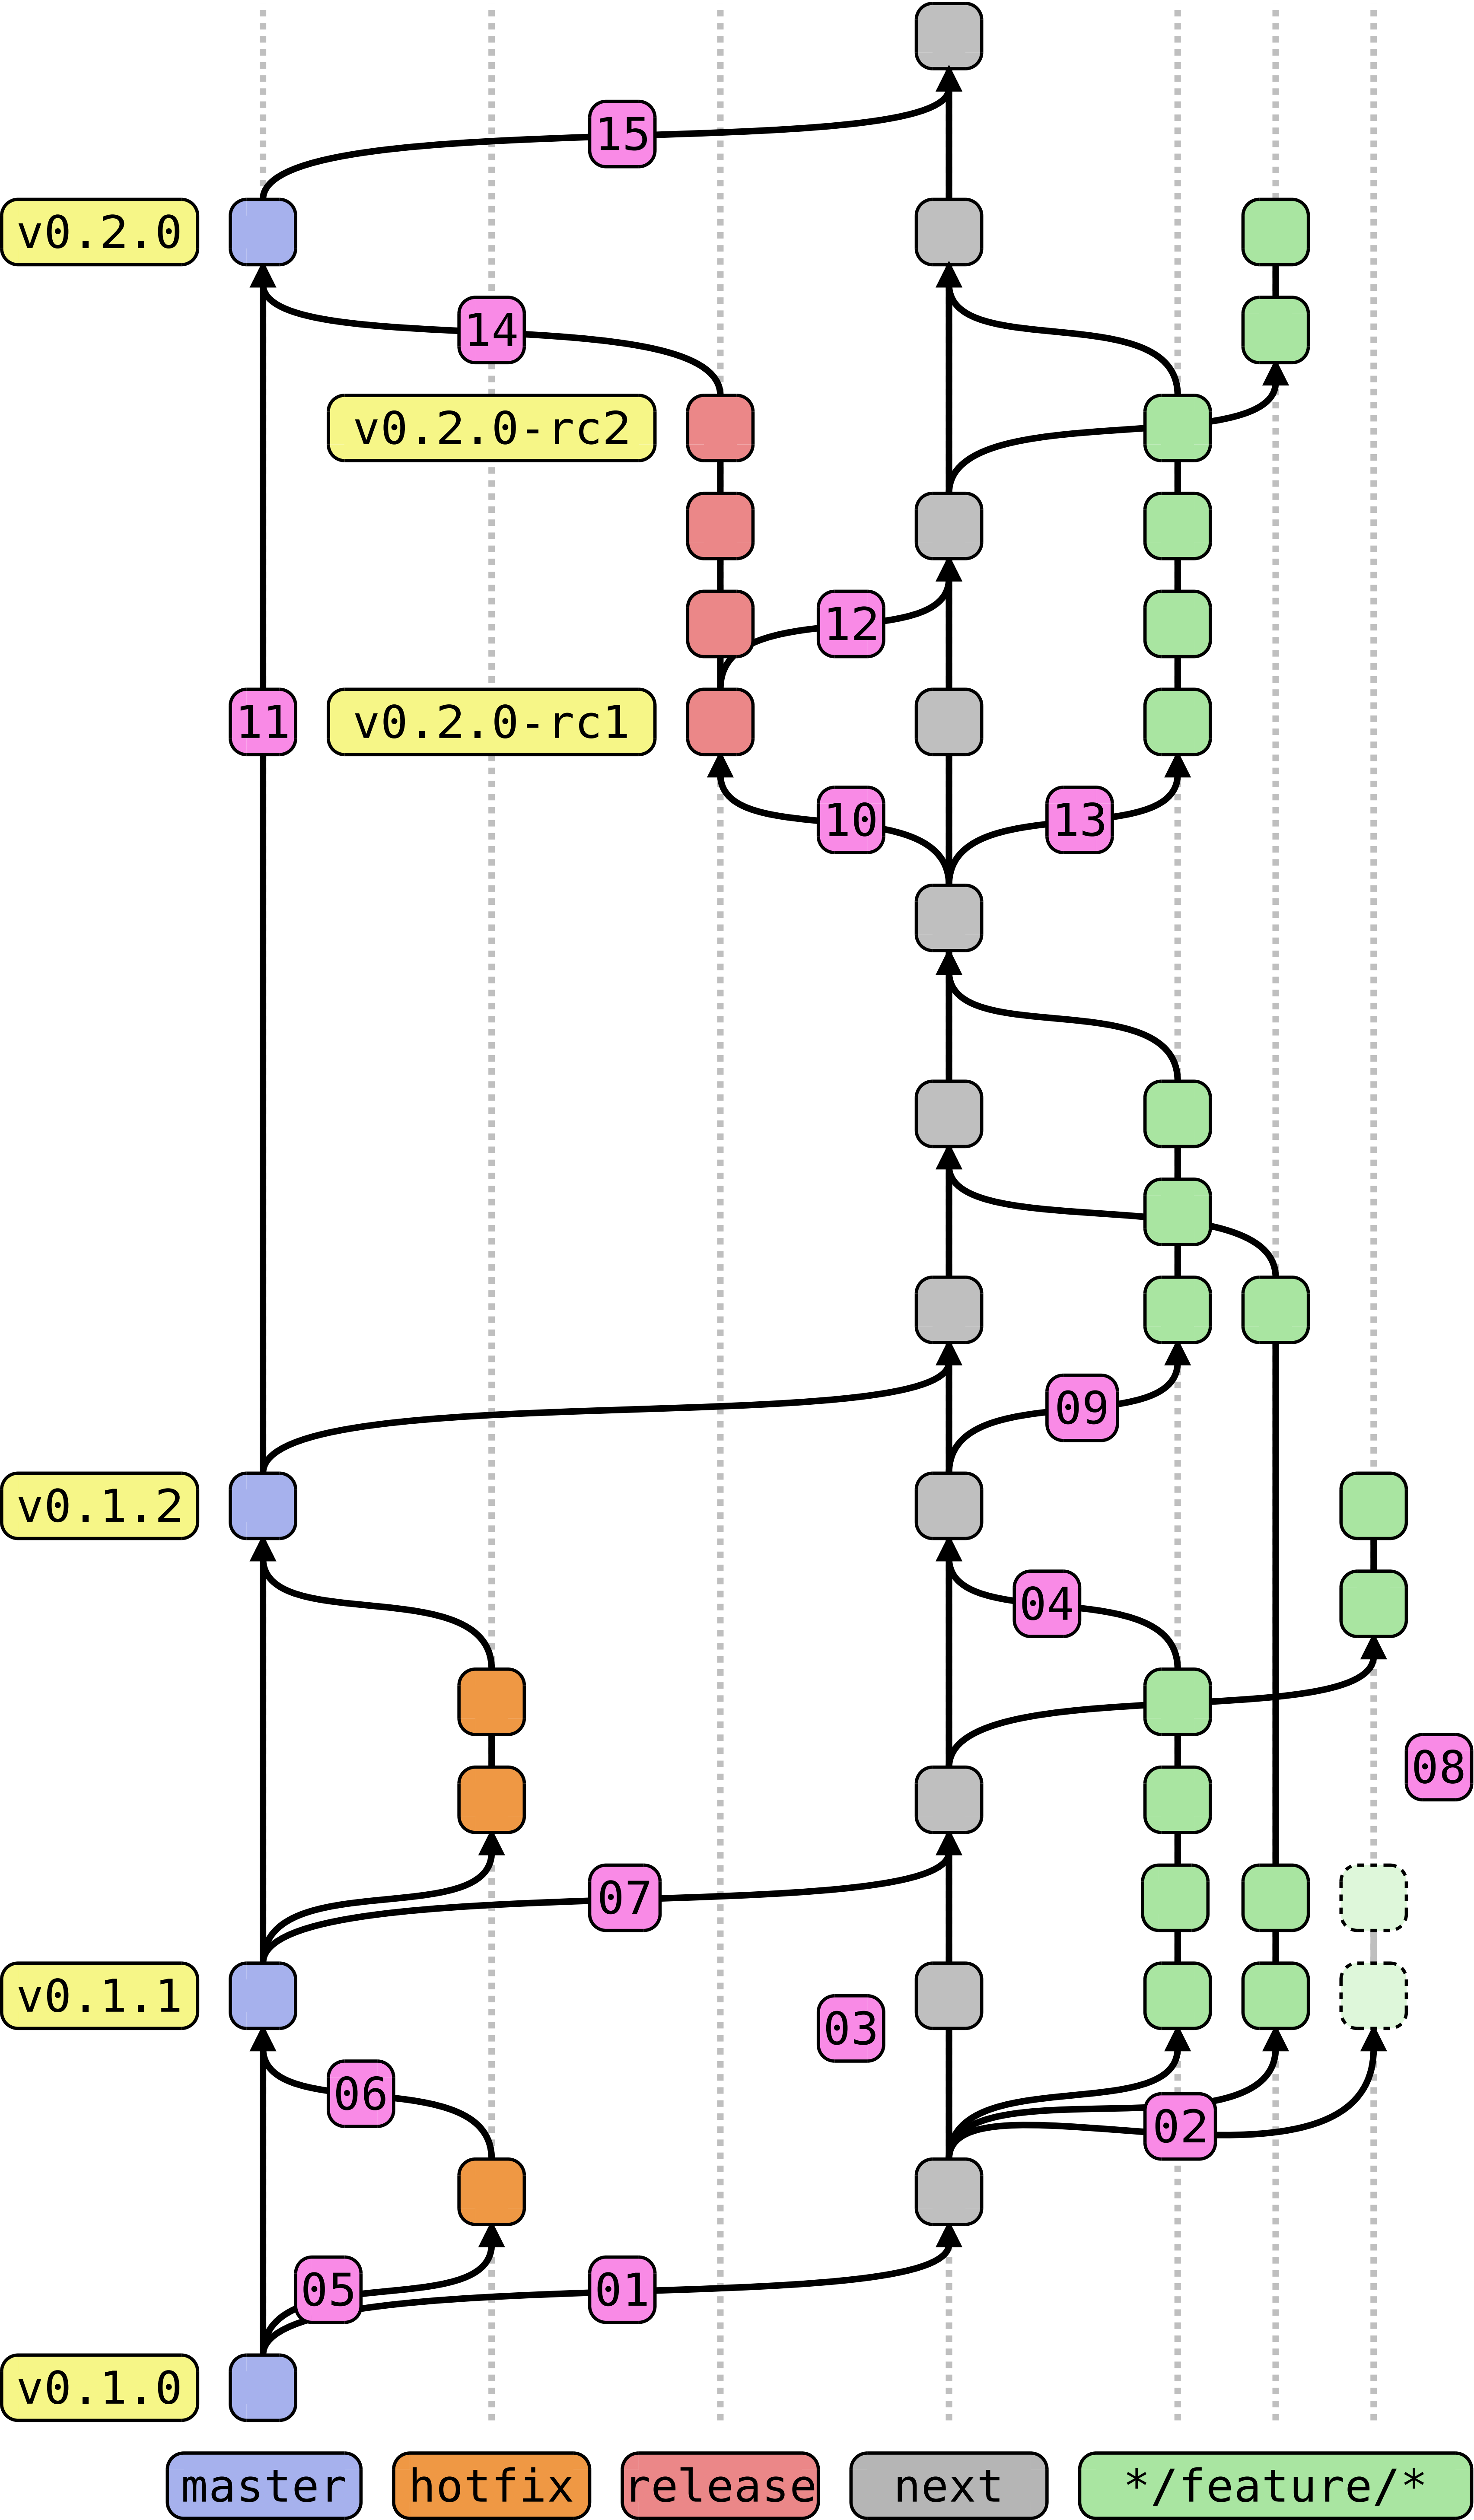 15
v0.2.0
14
v0.2.0-rc2
12
11
v0.2.0-rc1
10
13
09
v0.1.2
04
08
07
v0.1.1
03
06
02
05
01
v0.1.0
master
hotfix
release
next
*/feature/*